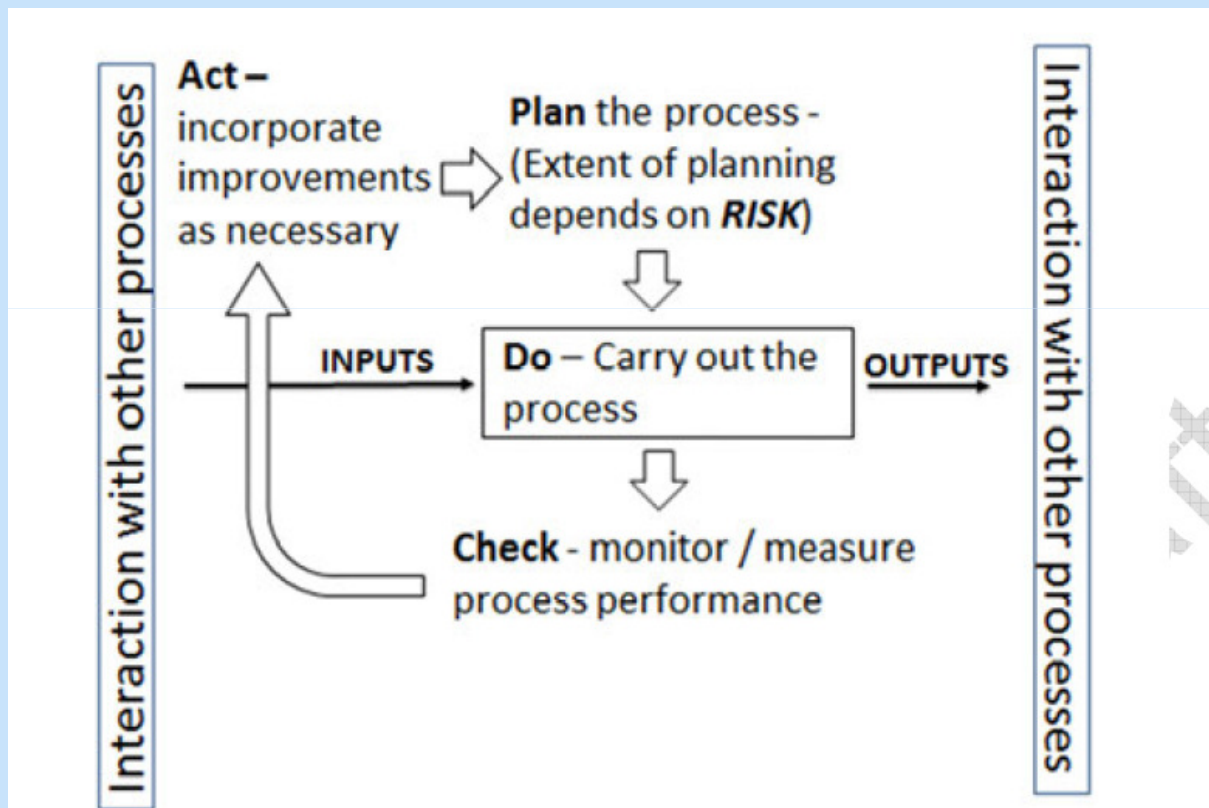 Interaction with other processes
Act –
incorporate
improvements
as necessary
Plan the process -
(Extent of planning
depends on RISK)
INPUTS
Do – Carry out the
process
OUTPUTS
Check - monitor / measure
process performance
Interaction with other processes